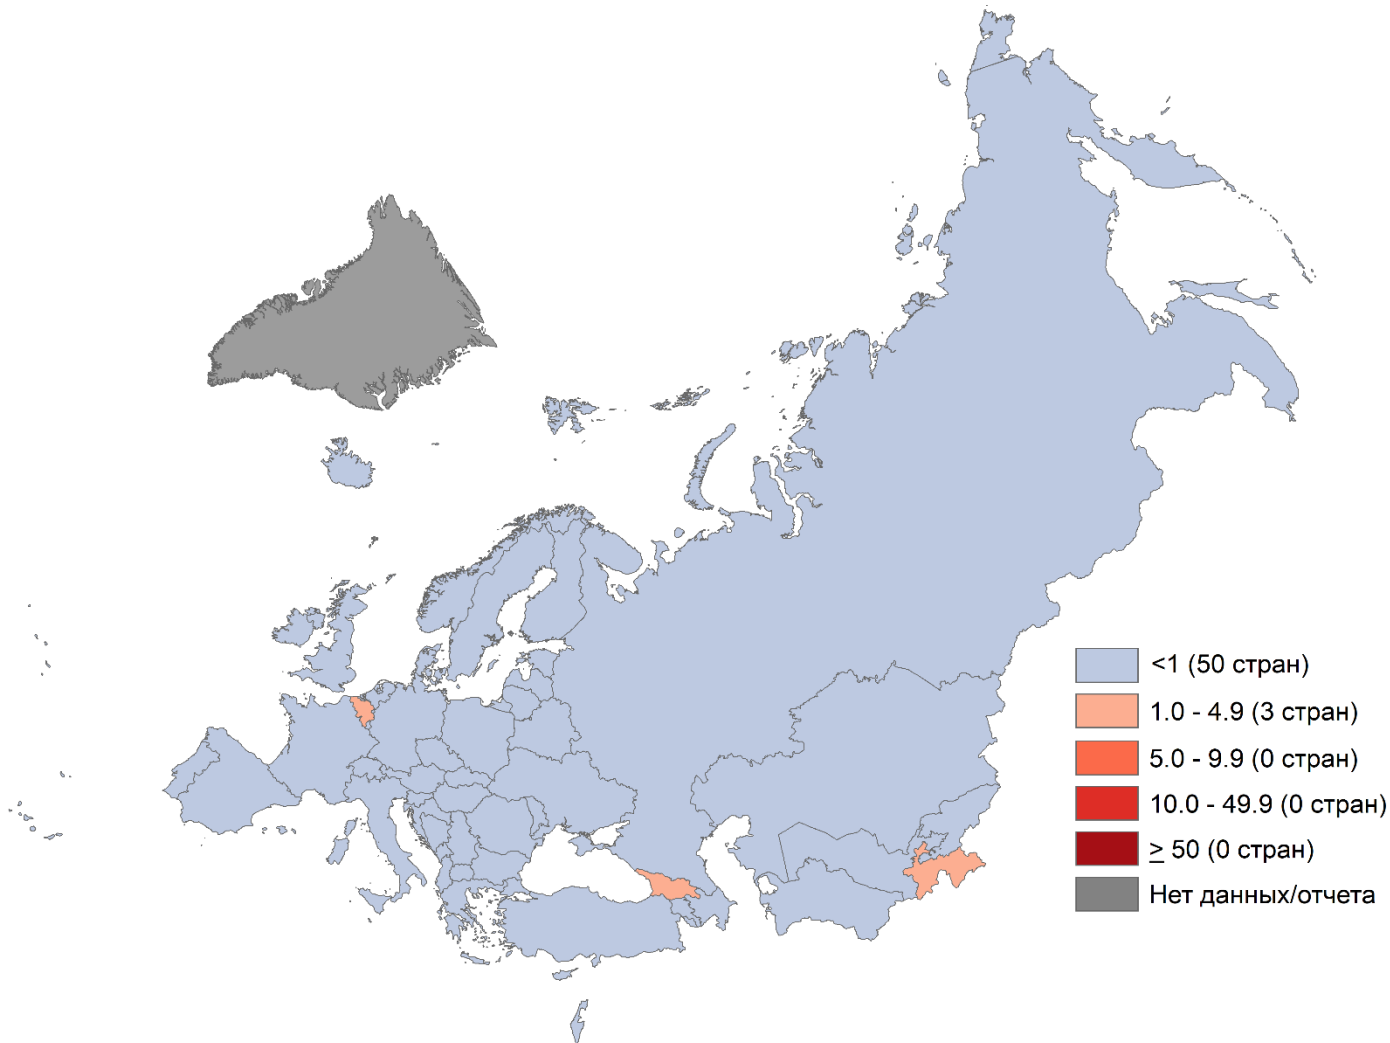 <1 (50 стран)
1.0 - 4.9 (3 стран)
5.0 - 9.9 (0 стран)
10.0 - 49.9 (0 стран)
≥ 50 (0 стран)
Нет данных/отчета